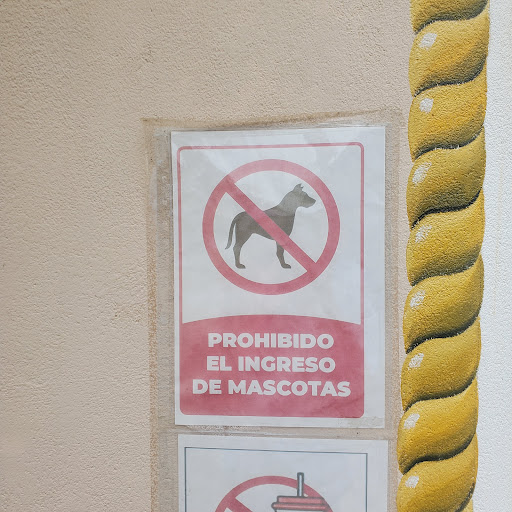 PROHIBIDO
EL INGRESO
DE MASCOTAS